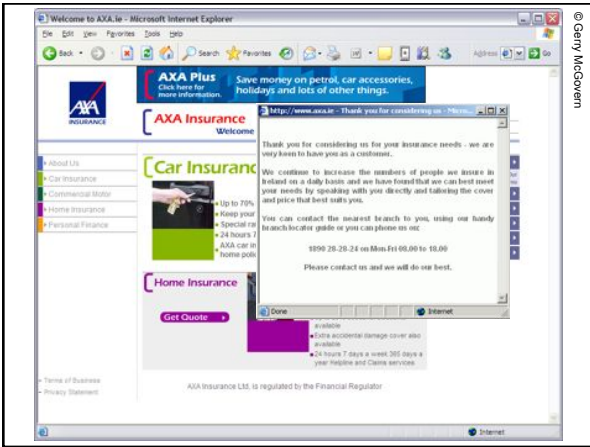 Welcome to AXA.ie - Microsoft Internet Explorer
File Edit View Favorites Tools Help
Back Search Favorites Address Go
© Gerry McGovern
AXA Plus
Click here for
more information.
Save money on petrol, car accessories,
holidays and lots of other things.
AXA
INSURANCE
AXA Insurance
Welcome
About Us
Car Insurance
Commercial Motor
Home Insurance
Personal Finance
Car Insuranc
Up to 70%
Keep your
Special ra
24 hours 7
AXA car in
home polic
http://www.axa.ie - Thank you for considering us - Micro...
Thank you for considering us for your insurance needs - we are
very keen to have you as a customer.
We continue to increase the numbers of people we insure in
Ireland on a daily basis and we have found that we can best meet
your needs by speaking with you directly and tailoring the cover
and price that best suits you.
You can contact the nearest branch to you, using our handy
branch locator guide or you can phone us on:
1890 28-28-24 on Mon-Fri 08.00 to 18.00
Please contact us and we will do our best.
Done Internet
Home Insurance
Get Quote
available
Extra accidental damage cover also
available
24 hours 7 days a week 365 days a
year Helpline and Claims services
Terms of Business
Privacy Statement
AXA Insurance Ltd, is regulated by the Financial Regulator
Internet